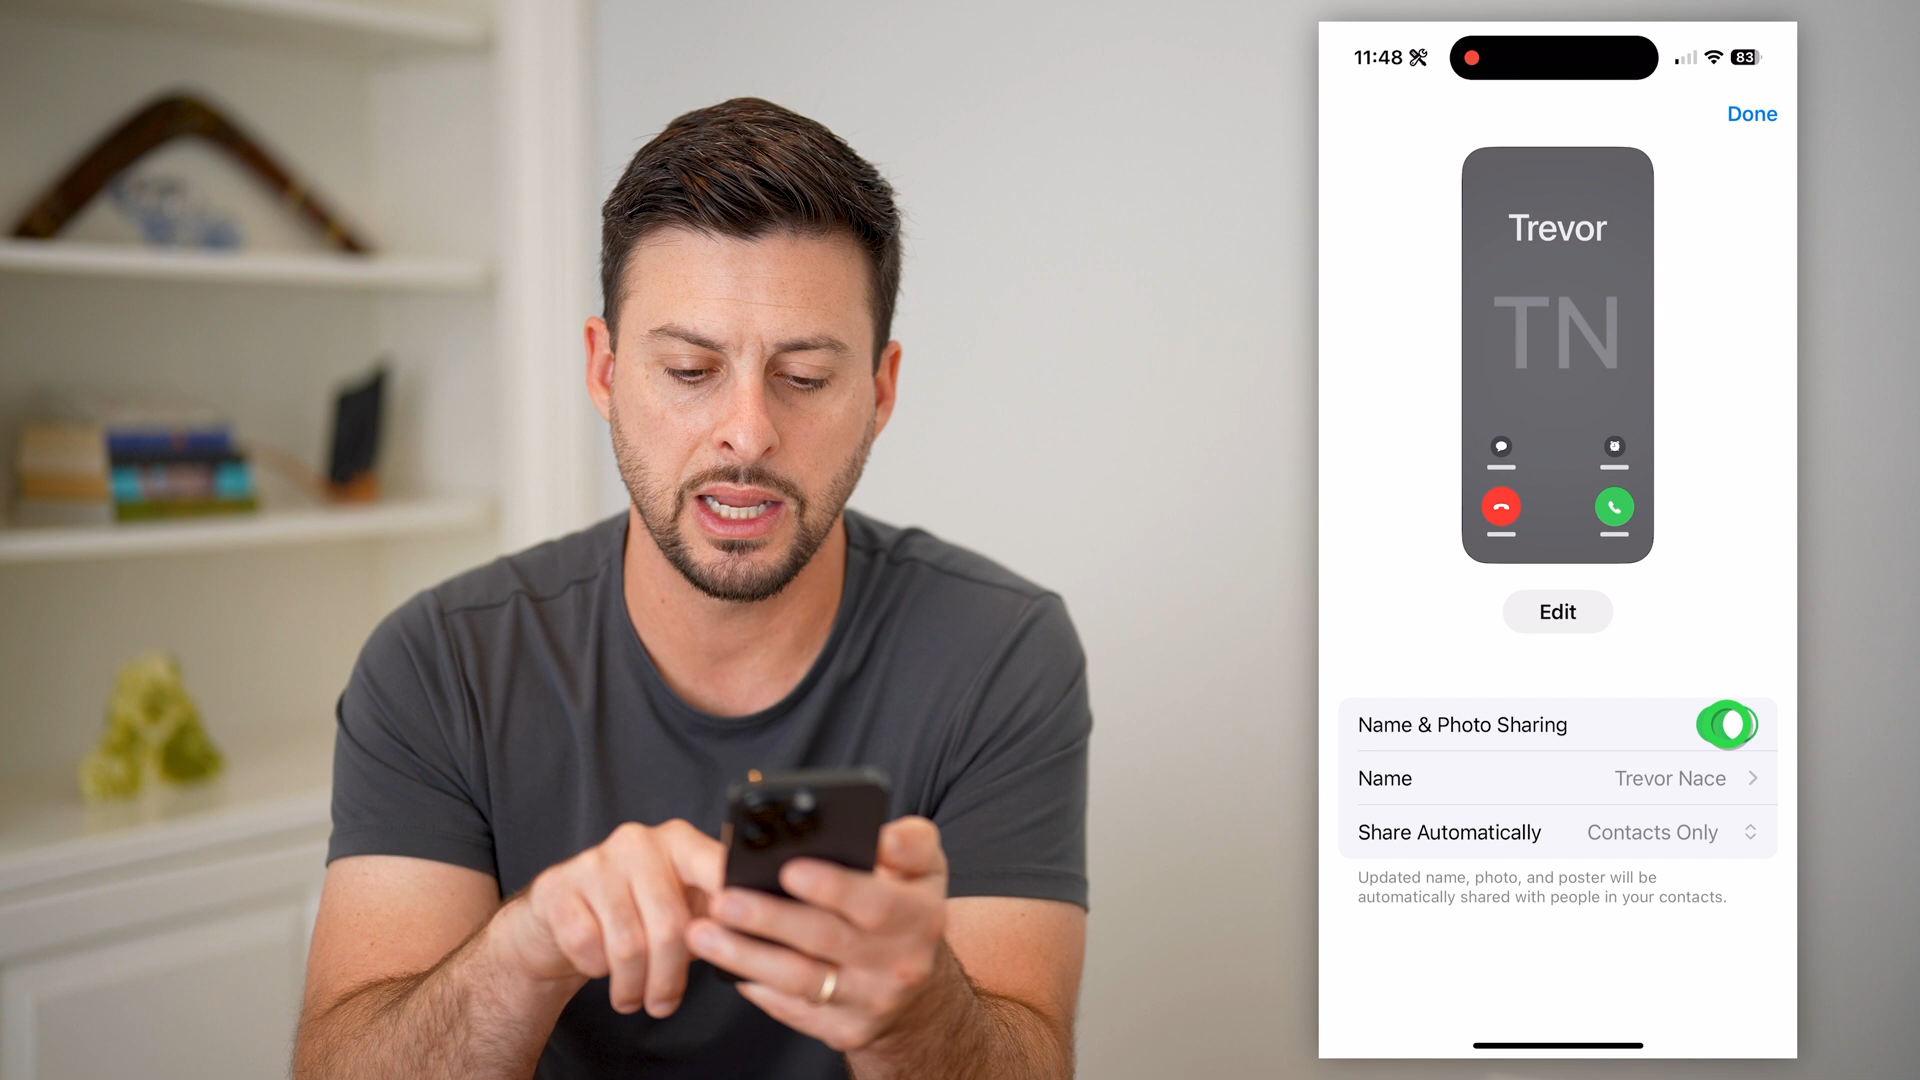 11:48
83
Done
Trevor
TN
Edit
Name & Photo Sharing
Name Trevor Nace
Share Automatically Contacts Only
Updated name, photo, and poster will be
automatically shared with people in your contacts.